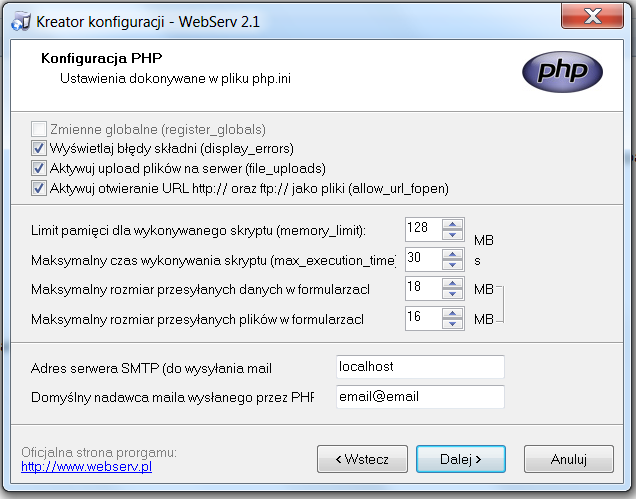 Kreator konfiguracji - WebServ 2.1
Konfiguracja PHP
Ustawienia dokonywane w pliku php.ini
php
Zmienne globalne (register_globals)
Wyświetlaj błędy składni (display_errors)
Aktywuj upload plików na serwer (file_uploads)
Aktywuj otwieranie URL http:// oraz ftp:// jako pliki (allow_url_fopen)
Limit pamięci dla wykonywanego skryptu (memory_limit): 128 MB
Maksymalny czas wykonywania skryptu (max_execution_time) 30 s
Maksymalny rozmiar przesyłanych danych w formularzacl 18 MB
Maksymalny rozmiar przesyłanych plików w formularzacl 16 MB
Adres serwera SMTP (do wysyłania mail localhost
Domyślny nadawca maila wysłanego przez PHF email@email
Oficjalna strona prorgamu:
http://www.webserv.pl
< Wstecz Dalej > Anuluj